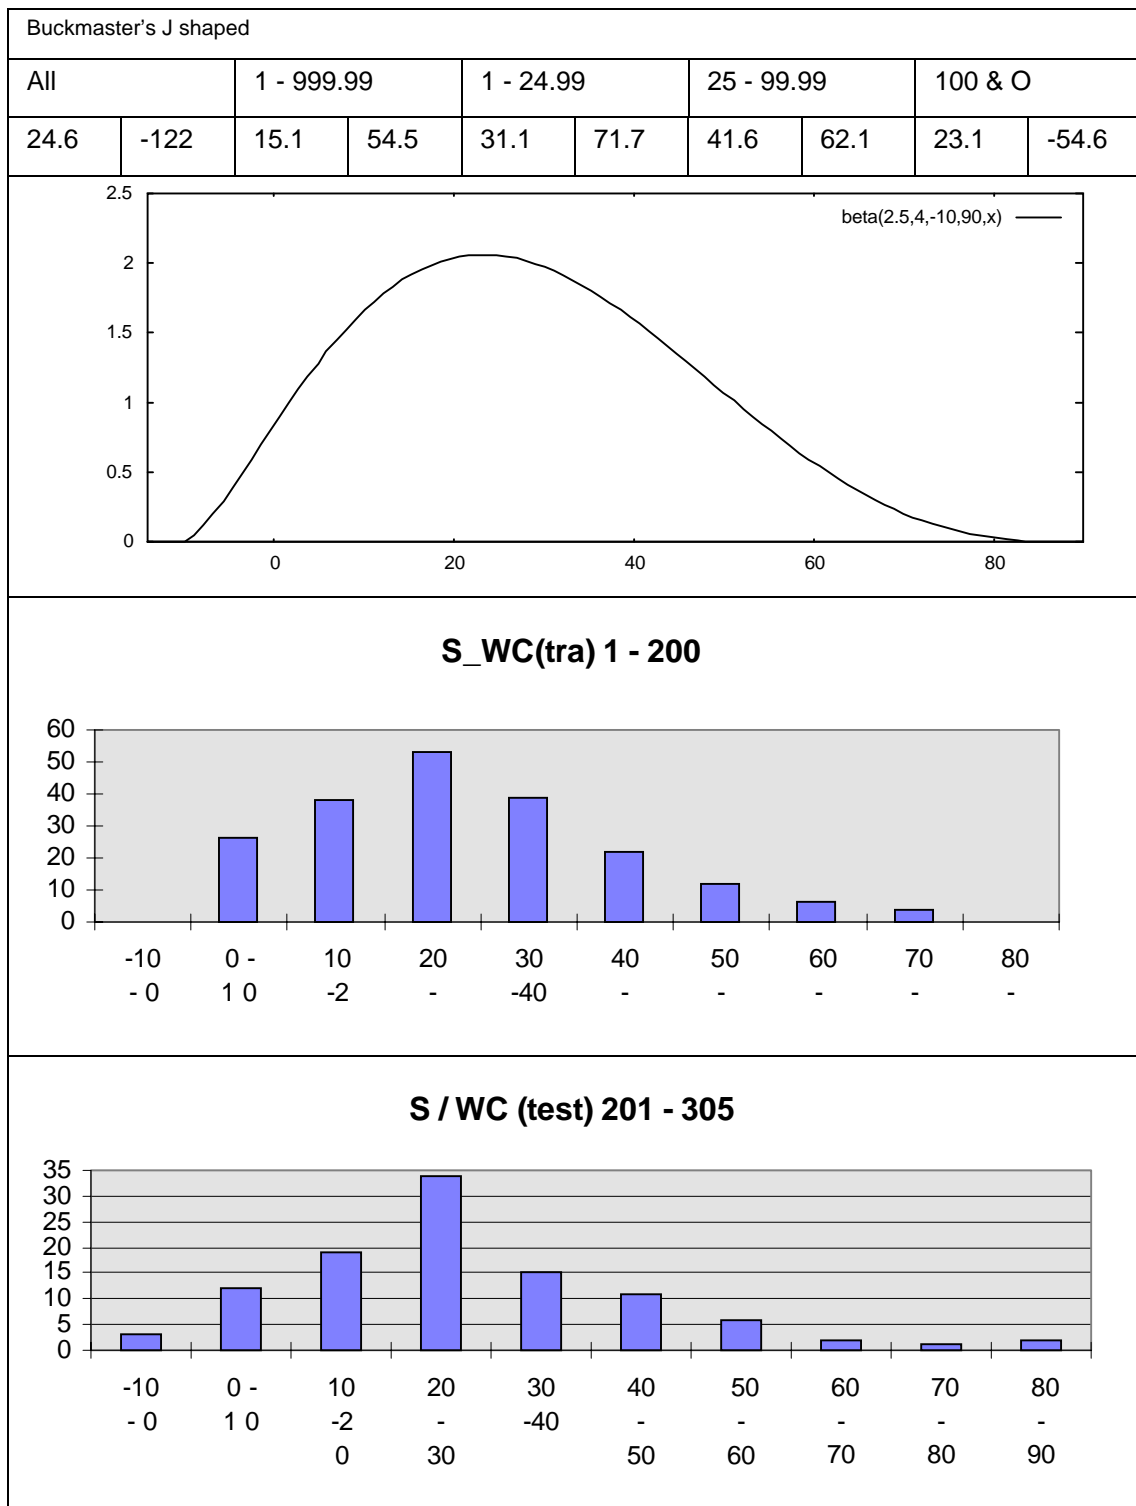 Buckmaster's J shaped
All 1 - 999.99 1 - 24.99 25 - 99.99 100 & O
24.6 -122 15.1 54.5 31.1 71.7 41.6 62.1 23.1 -54.6
2.5
beta(2.5,4,-10,90,x)
2
1.5
1
0.5
0
0 20 40 60 80
S_WC(tra) 1 - 200
60
50
40
30
20
10
0
-10 0 - 10 20 30 40 50 60 70 80
- 0 1 0 -2 - -40 - - - - -
S / WC (test) 201 - 305
35
30
25
20
15
10
5
0
-10 0 - 10 20 30 40 50 60 70 80
- 0 1 0 -2 - -40 - - - - -
0 30 50 60 70 80 90